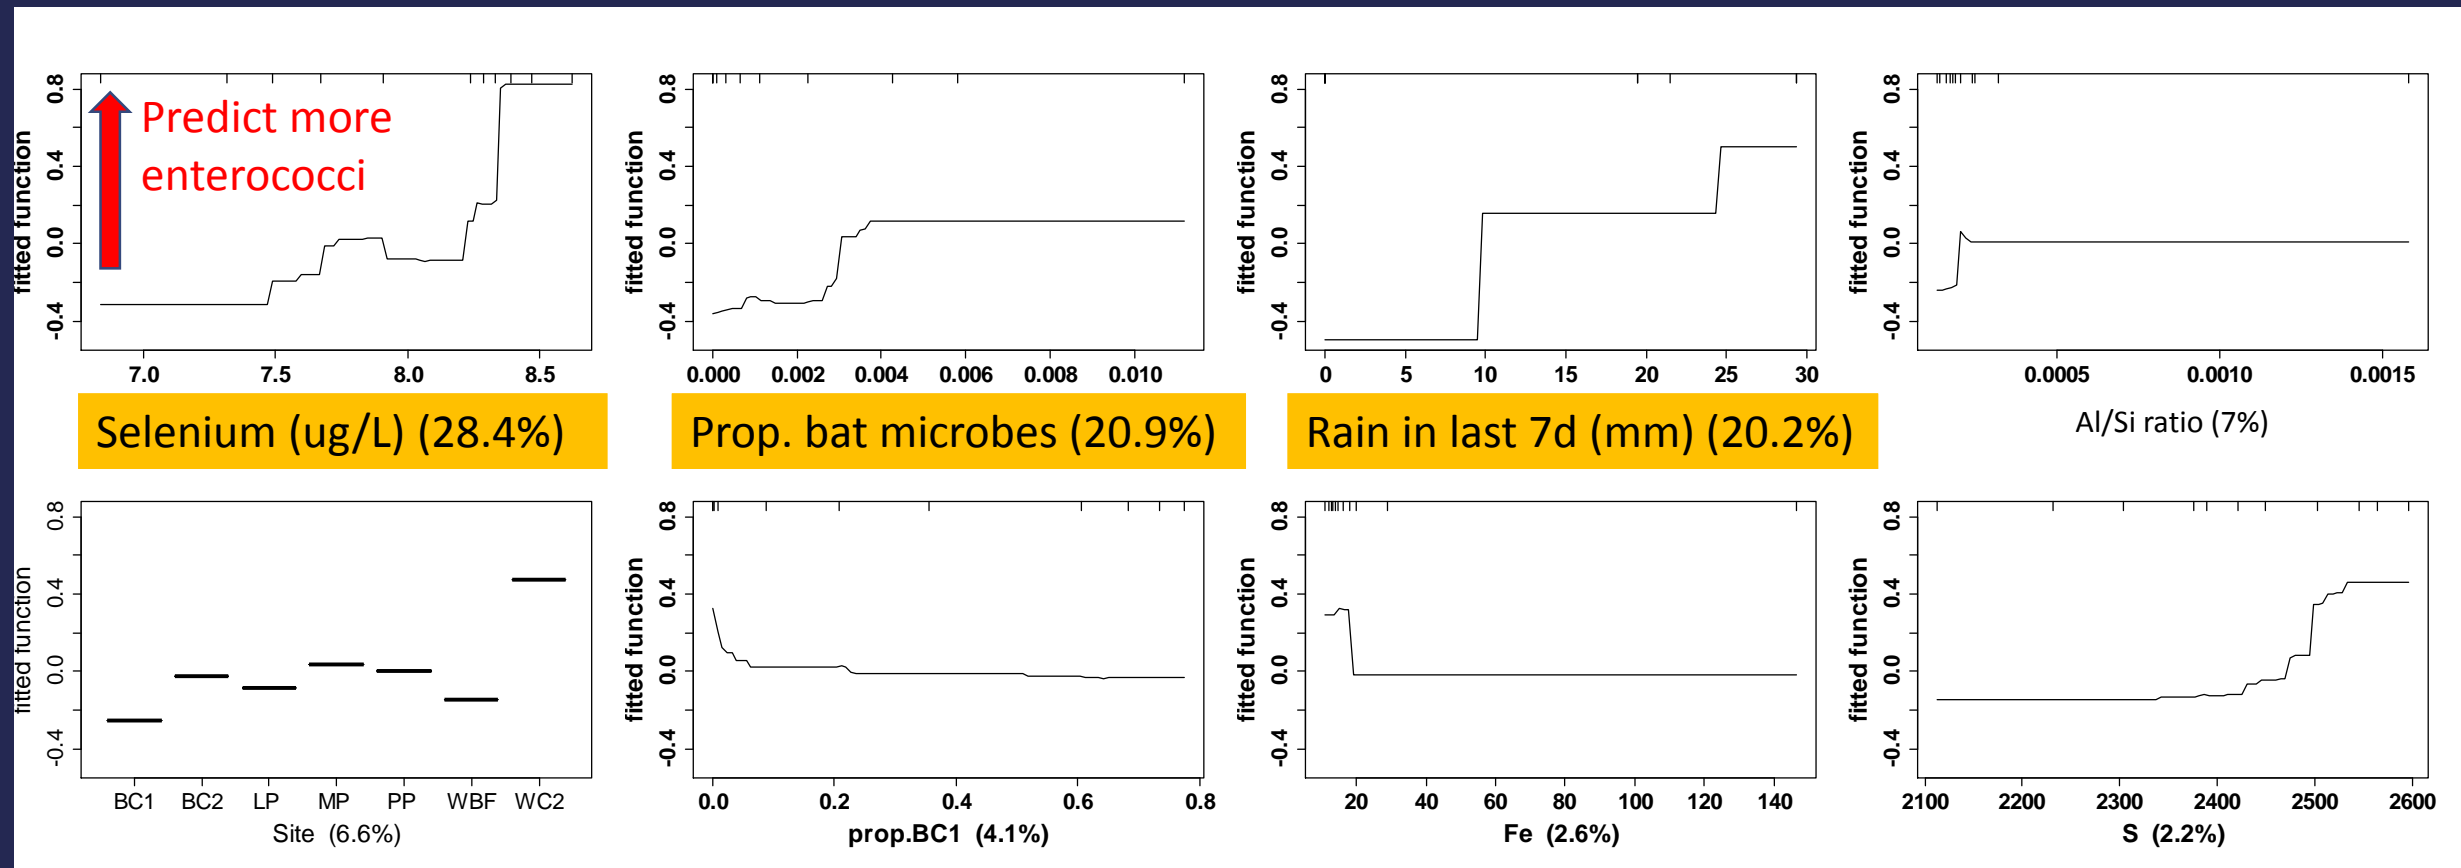 0.8
0.4
0.0
-0.4
fitted function
Predict more
enterococci
7.0 7.5 8.0 8.5
Selenium (ug/L) (28.4%)
0.8
0.4
0.0
-0.4
fitted function
0.000 0.002 0.004 0.006 0.008 0.010
Prop. bat microbes (20.9%)
0.8
0.4
0.0
-0.4
fitted function
0 5 10 15 20 25 30
Rain in last 7d (mm) (20.2%)
0.8
0.4
0.0
-0.4
fitted function
0.0005 0.0010 0.0015
Al/Si ratio (7%)
0.8
0.4
0.0
-0.4
fitted function
BC1 BC2 LP MP PP WBF WC2
Site (6.6%)
0.8
0.4
0.0
-0.4
fitted function
0.0 0.2 0.4 0.6 0.8
prop.BC1 (4.1%)
0.8
0.4
0.0
-0.4
fitted function
20 40 60 80 100 120 140
Fe (2.6%)
0.8
0.4
0.0
-0.4
fitted function
2100 2200 2300 2400 2500 2600
S (2.2%)